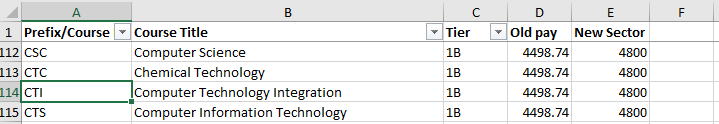 A B C D E F
1 Prefix/Course Course Title Tier Old pay New Sector
112 CSC Computer Science 1B 4498.74 4800
113 CTC Chemical Technology 1B 4498.74 4800
114 CTI Computer Technology Integration 1B 4498.74 4800
115 CTS Computer Information Technology 1B 4498.74 4800